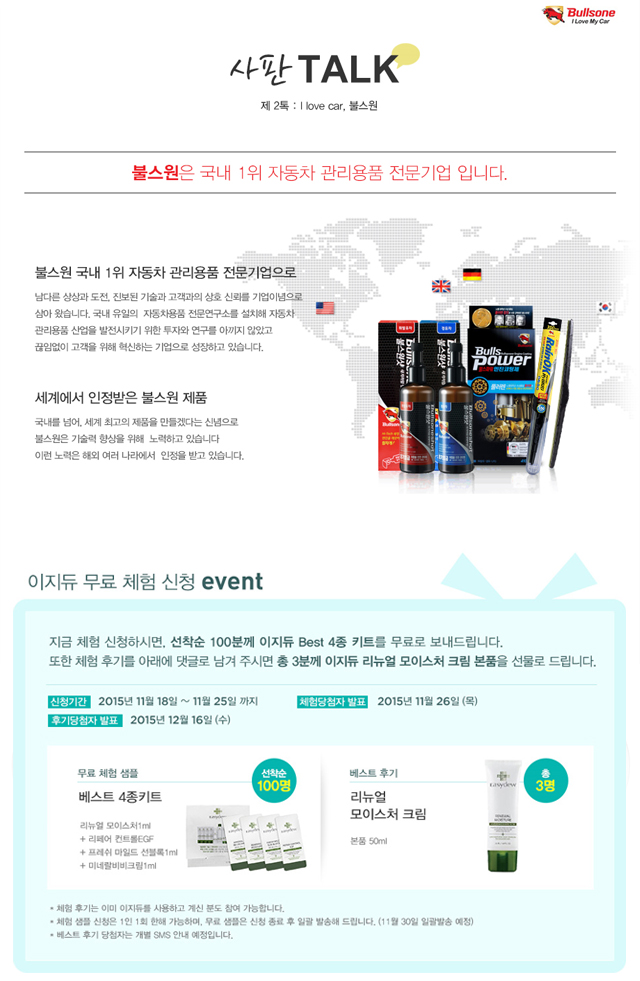 Bullsone
I Love My Car
사판 TALK
제 2톡 : I love car, 불스원
불스원은 국내 1위 자동차 관리용품 전문기업 입니다.
불스원 국내 1위 자동차 관리용품 전문기업으로
남다른 상상과 도전, 진보된 기술과 고객과의 상호 신뢰를 기업이념으로
삼아 왔습니다. 국내 유일의 자동차용품 전문연구소를 설치해 자동차
관리용품 산업을 발전시키기 위한 투자와 연구를 아끼지 않았고
끊임없이 고객을 위해 혁신하는 기업으로 성장하고 있습니다.
세계에서 인정받은 불스원 제품
국내를 넘어, 세계 최고의 제품을 만들겠다는 신념으로
불스원은 기술력 향상을 위해 노력하고 있습니다
이런 노력은 해외 여러 나라에서 인정을 받고 있습니다.
휘발유차
경유차
Bullsone
불스원샷
Bullsone
불스원샷
Bulls
Power
RainOK
이지듀 무료 체험 신청 event
지금 체험 신청하시면, 선착순 100분께 이지듀 Best 4종 키트를 무료로 보내드립니다.
또한 체험 후기를 아래에 댓글로 남겨 주시면 총 3분께 이지듀 리뉴얼 모이스처 크림 본품을 선물로 드립니다.
신청기간 2015년 11월 18일 ~ 11월 25일 까지 체험당첨자 발표 2015년 11월 26일 (목)
후기당첨자 발표 2015년 12월 16일 (수)
무료 체험 샘플
베스트 4종키트
선착순
100명
리뉴얼 모이스처1ml
+ 리페어 컨트롤EGF
+ 프레쉬 마일드 선블록1ml
+ 미네랄비비크림1ml
베스트 후기
리뉴얼
모이스처 크림
본품 50ml
easydew
총
3명
* 체험 후기는 이미 이지듀를 사용하고 계신 분도 참여 가능합니다.
* 체험 샘플 신청은 1인 1회 한해 가능하며, 무료 샘플은 신청 종료 후 일괄 발송해 드립니다. (11월 30일 일괄발송 예정)
* 베스트 후기 당첨자는 개별 SMS 안내 예정입니다.